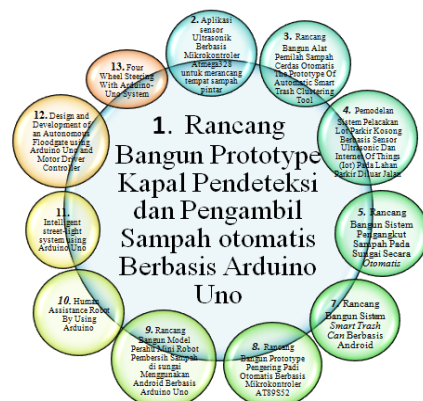 1. Rancang
Bangun Prototype
Kapal Pendeteksi
dan Pengambil
Sampah otomatis
Berbasis Arduino
Uno
2. Aplikasi
sensor
Ultrasonik
Berbasis
Mikrokontroler
Atmega328
untuk merancang
tempat sampah
pintar
3. Rancang
Bangun Alat
Pemilah Sampah
Cerdas Otomatis
The Prototype Of
Automatic Smart
Trash Clustering
Tool
4. Pemodelan
Sistem Pelacakan
Lot Parkir Kosong
Berbasis Sensor
Ultrasonic Dan
Internet Of Things
(Iot) Pada Lahan
Parkir Diluar Jalan
5. Rancang
Bangun Sistem
Pengangkut
Sampah Pada
Sungai Secara
Otomatis
7. Rancang
Bangun Sistem
Smart Trash
Can Berbasis
Android
8. Rancang
Bangun Prototype
Pengering Padi
Otomatis Berbasis
Mikrokontroler
AT89S52
9. Rancang
Bangun Model
Perahu Mini Robot
Pembersih Sampah
di sungai
Menggunakan
Android Berbasis
Arduino Uno
10. Human
Assistance Robot
By Using
Arduino
11.
Intelligent
street-light
system using
Arduino Uno
12. Design and
Development of
an Autonomous
Floodgate using
Arduino Uno and
Motor Driver
Controller
13. Four
Wheel Steering
With Arduino-
Uno System